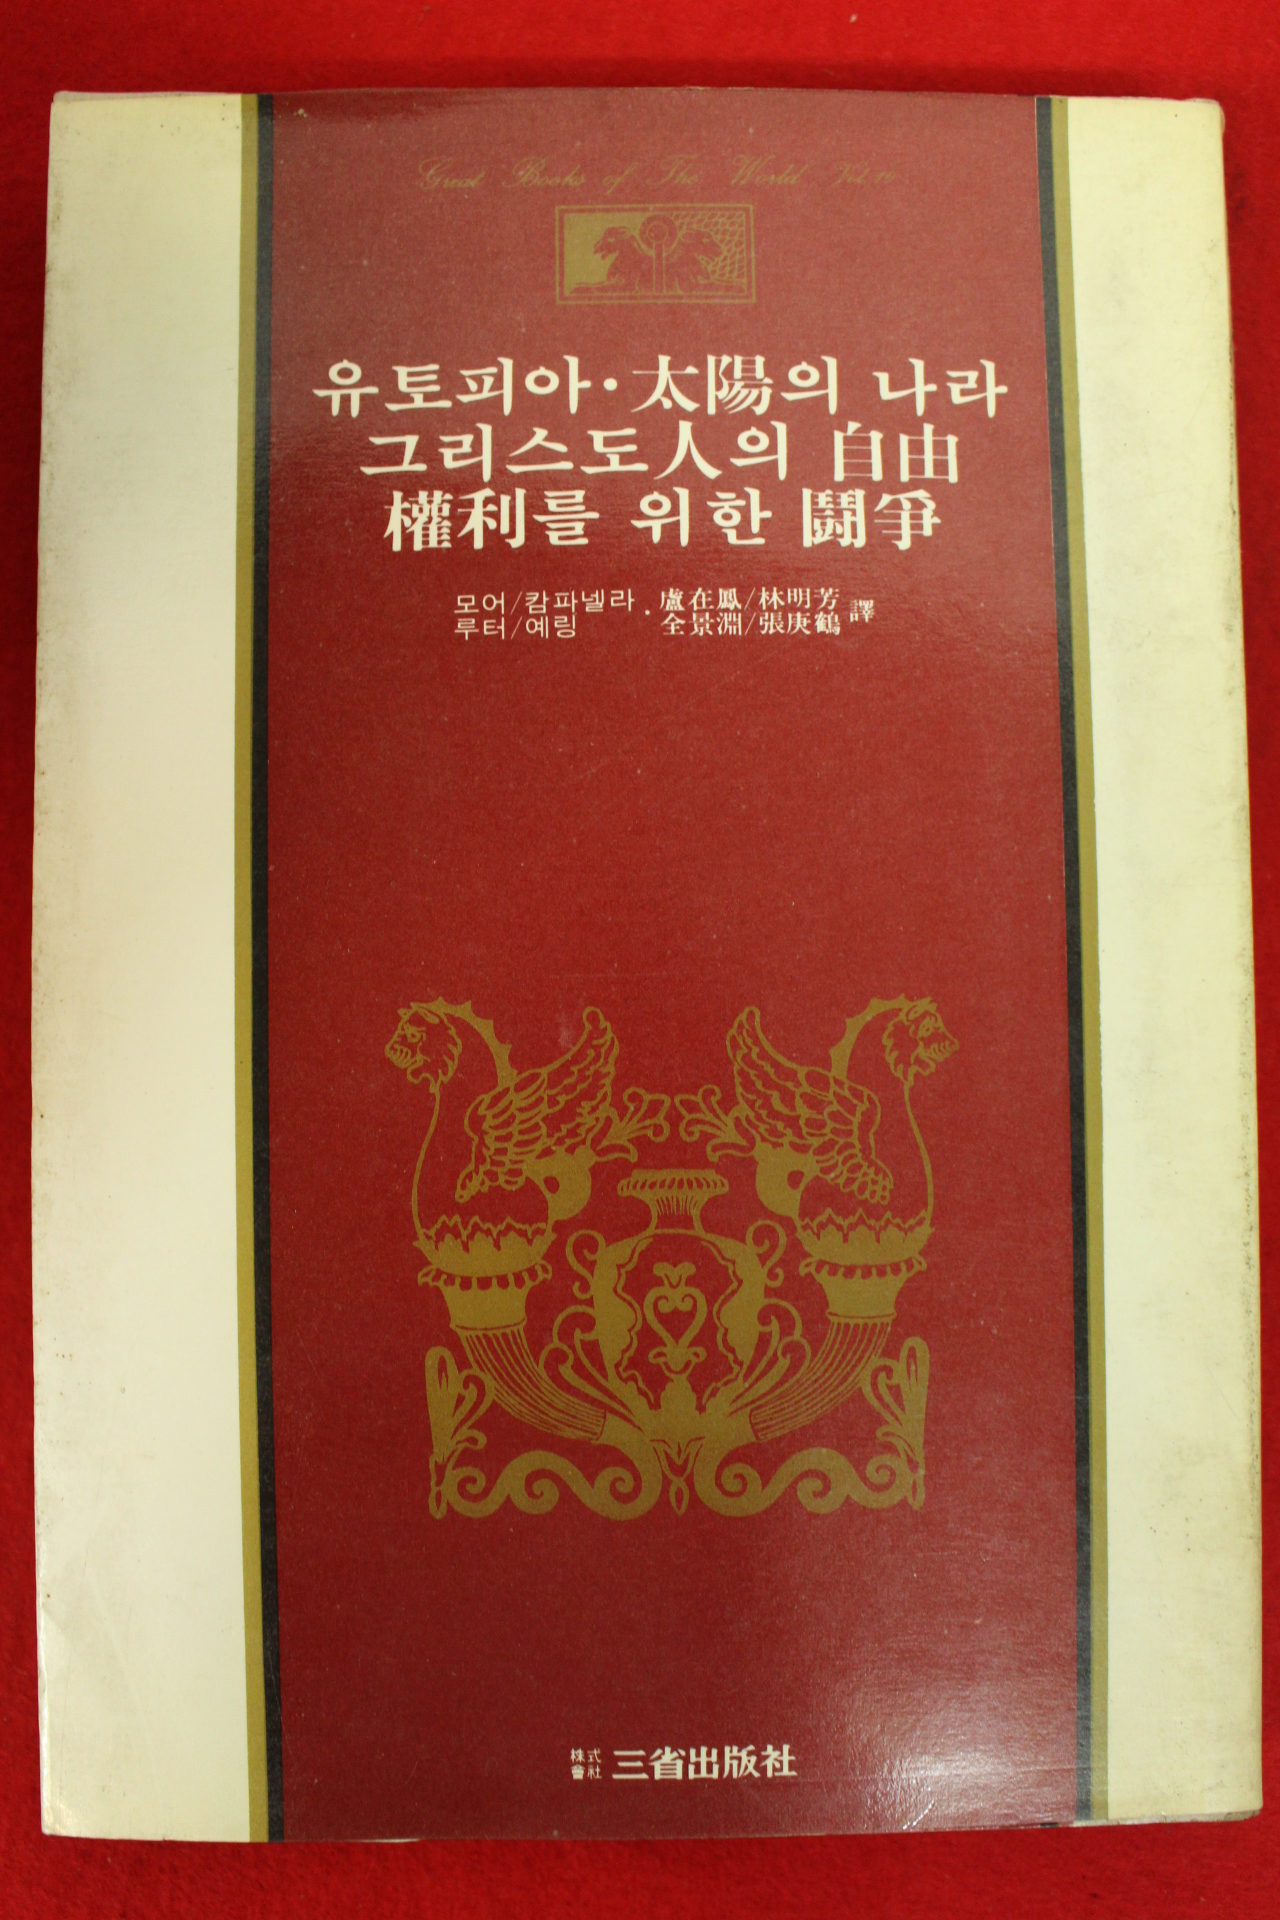 Great Books of The World Vol.
유토피아·太陽의 나라
그리스도人의 自由
權利를 위한 鬪爭
모어/캄파넬라 · 盧在鳳/林明芳 譯
루터/예링 全景淵/張庚鶴
株式會社 三省出版社